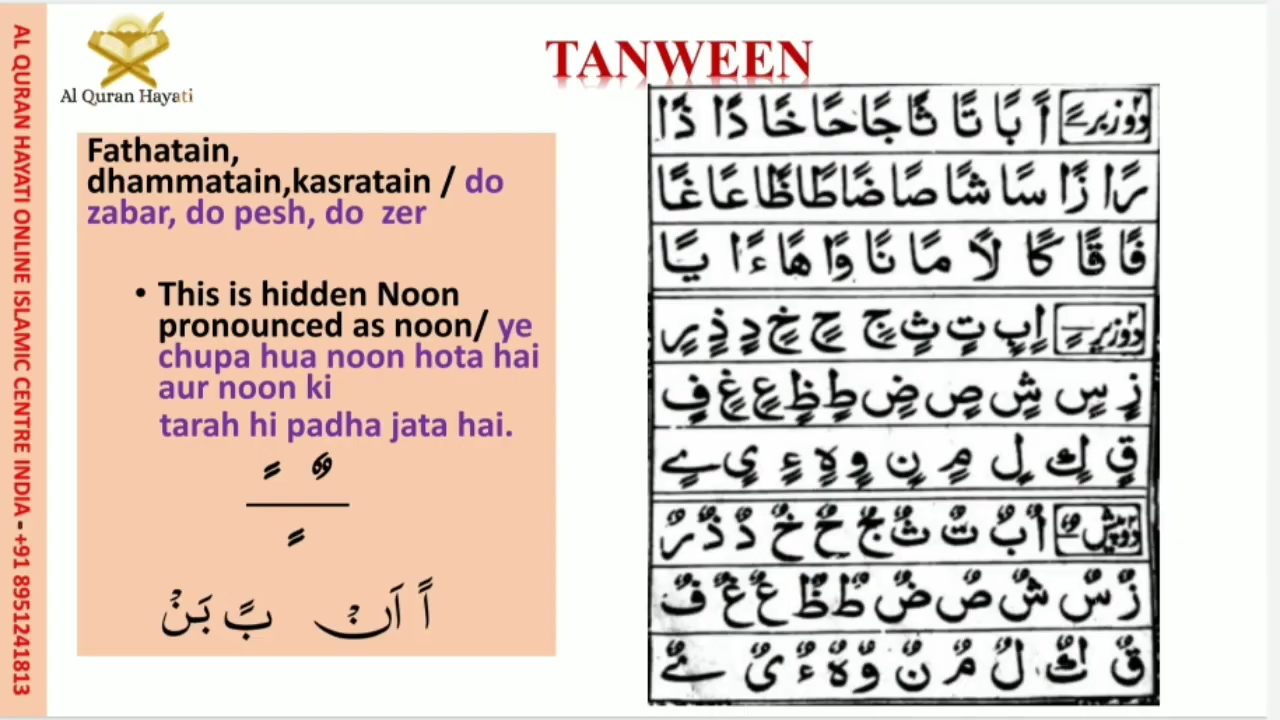 AL QURAN HAYATI ONLINE ISLAMIC CENTRE INDIA - +91 8951241813
Al Quran Hayati
TANWEEN
Fathatain,
dhammatain,kasratain / do
zabar, do pesh, do zer
• This is hidden Noon
pronounced as noon/ ye
chupa hua noon hota hai
aur noon ki
tarah hi padha jata hai.
ً ٌ
ٍ
اً اَنْ بً بَنْ
دو زبر ً اً بًا تًا ثًا جًا حًا خًا دًا ذًا
رًا زًا سًا شًا صًا ضًا طًا ظًا عًا غًا
فًا قًا كًا لًا مًا نًا وًا هًا ءًا يًا
دو زیر ٍ اٍ بٍ تٍ ثٍ جٍ حٍ خٍ دٍ ذٍ رٍ
زٍ سٍ شٍ صٍ ضٍ طٍ ظٍ عٍ غٍ فٍ
قٍ كٍ لٍ مٍ نٍ وٍ هٍ ءٍ يٍ ےٍ
دو پیش ٌ اٌ بٌ تٌ ثٌ جٌ حٌ خٌ دٌ ذٌ رٌ
زٌ سٌ شٌ صٌ ضٌ طٌ ظٌ عٌ غٌ فٌ
قٌ كٌ لٌ مٌ نٌ وٌ هٌ ءٌ یٌ ےٌ